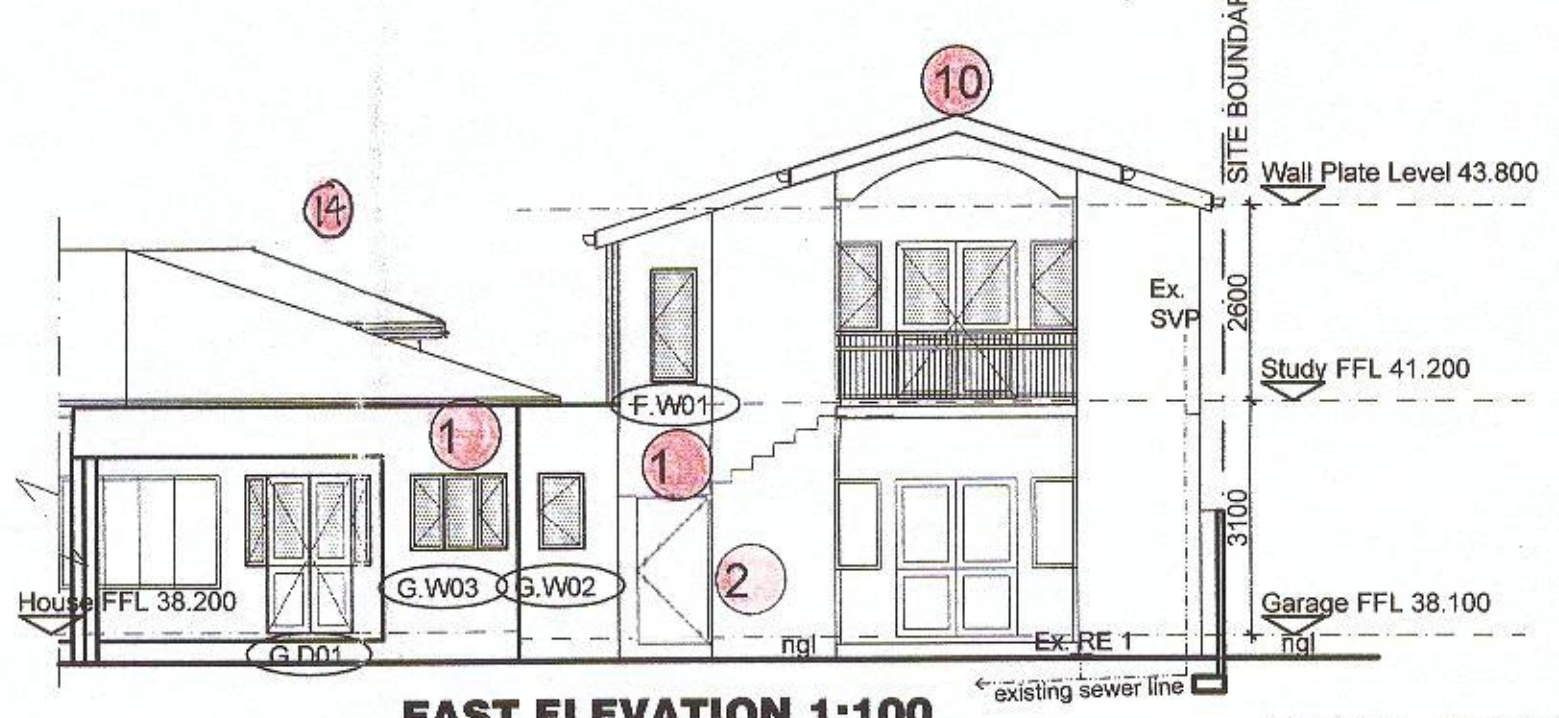 10
SITE BOUNDAR
Wall Plate Level 43.800
14
Ex.
SVP
2600
Study FFL 41.200
F.W01
1
1
3100
2
G.W03
G.W02
House FFL 38.200
Garage FFL 38.100
G.D01
ngl
Ex. RE 1
ngl
existing sewer line
EAST ELEVATION 1:100